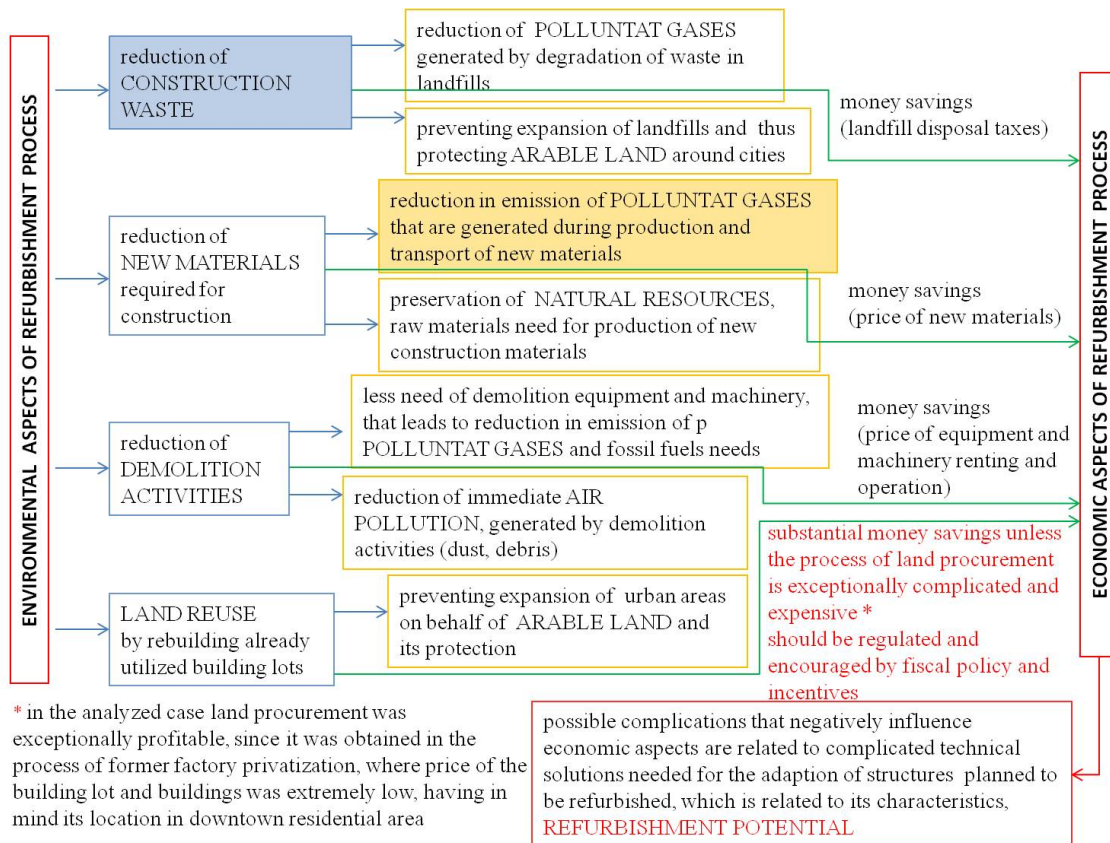 ENVIRONMENTAL ASPECTS OF REFURBISHMENT PROCESS
reduction of
CONSTRUCTION
WASTE
reduction of POLLUNTAT GASES
generated by degradation of waste in
landfills
preventing expansion of landfills and thus
protecting ARABLE LAND around cities
money savings
(landfill disposal taxes)
reduction of
NEW MATERIALS
required for
construction
reduction in emission of POLLUNTAT GASES
that are generated during production and
transport of new materials
preservation of NATURAL RESOURCES,
raw materials need for production of new
construction materials
money savings
(price of new materials)
reduction of
DEMOLITION
ACTIVITIES
less need of demolition equipment and machinery,
that leads to reduction in emission of p
POLLUNTAT GASES and fossil fuels needs
reduction of immediate AIR
POLLUTION, generated by demolition
activities (dust, debris)
money savings
(price of equipment and
machinery renting and
operation)
LAND REUSE
by rebuilding already
utilized building lots
preventing expansion of urban areas
on behalf of ARABLE LAND and
its protection
substantial money savings unless
the process of land procurement
is exceptionally complicated and
expensive *
should be regulated and
encouraged by fiscal policy and
incentives
ECONOMIC ASPECTS OF REFURBISHMENT PROCESS
* in the analyzed case land procurement was
exceptionally profitable, since it was obtained in the
process of former factory privatization, where price of the
building lot and buildings was extremely low, having in
mind its location in downtown residential area
possible complications that negatively influence
economic aspects are related to complicated technical
solutions needed for the adaption of structures planned to
be refurbished, which is related to its characteristics,
REFURBISHMENT POTENTIAL